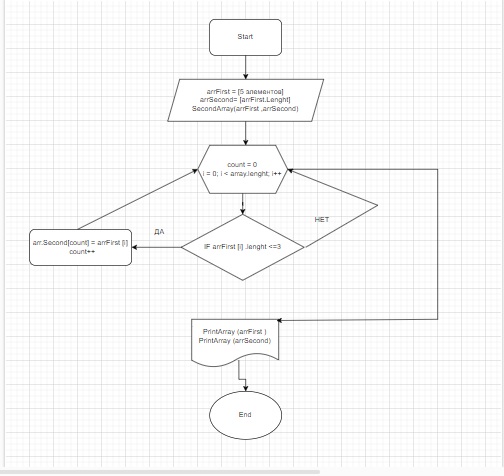 Start
arrFirst = [5 элементов]
arrSecond= [arrFirst.Lenght]
SecondArray(arrFirst ,arrSecond)
count = 0
i = 0; i < array.lenght; i++
НЕТ
ДА
arr.Second[count] = arrFirst [i]
count++
IF arrFirst [i] .lenght <=3
PrintArray (arrFirst )
PrintArray (arrSecond)
End